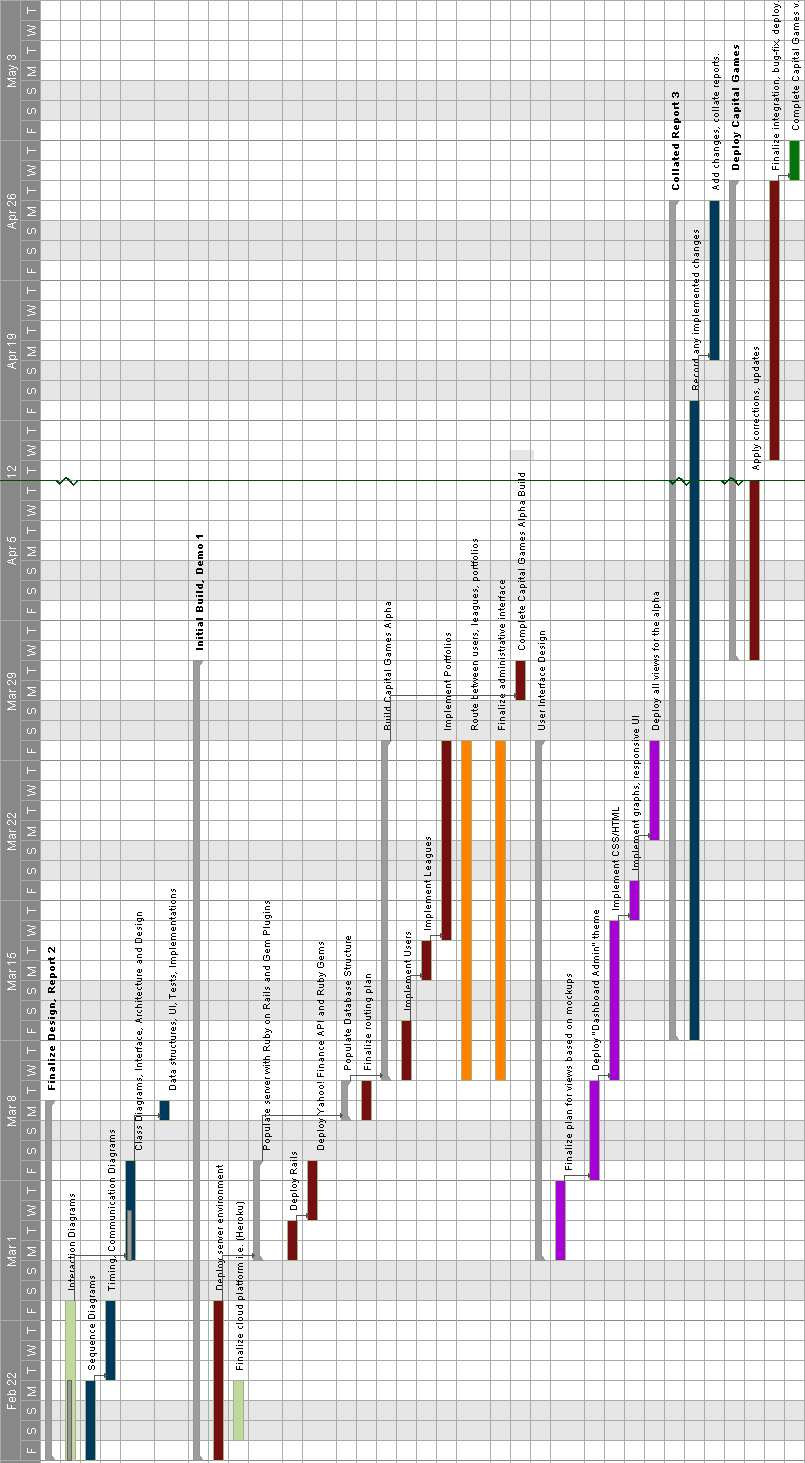 Feb 22 Mar 1 Mar 8 Mar 15 Mar 22 Mar 29 Apr 5 12 Apr 19 Apr 26 May 3
F S S M T W T F S S M T W T F S S M T W T F S S M T W T F S S M T W T F S S M T W T F S S M T W T T W T F S S M T W T F S S M T W T F S S M T W T
Finalize Design, Report 2
Interaction Diagrams
Sequence Diagrams
Timing, Communication Diagrams
Class Diagrams, Interface, Architecture and Design
Data structures, UI, Tests, Implementations
Initial Build, Demo 1
Deploy server environment
Finalize cloud platform i.e. (Heroku)
Populate server with Ruby on Rails and Gem Plugins
Deploy Rails
Deploy Yahoo! Finance API and Ruby Gems
Populate Database Structure
Finalize routing plan
Build Capital Games Alpha
Implement Users
Implement Leagues
Implement Portfolios
Route between users, leagues, portfolios
Finalize administrative interface
Complete Capital Games Alpha Build
User Interface Design
Finalize plan for views based on mockups
Deploy "Dashboard Admin" theme
Implement CSS/HTML
Implement graphs, responsive UI
Deploy all views for the alpha
Collated Report 3
Record any implemented changes
Add changes, collate reports.
Deploy Capital Games
Apply corrections, updates
Finalize integration, bug-fix, deploy.
Complete Capital Games v.